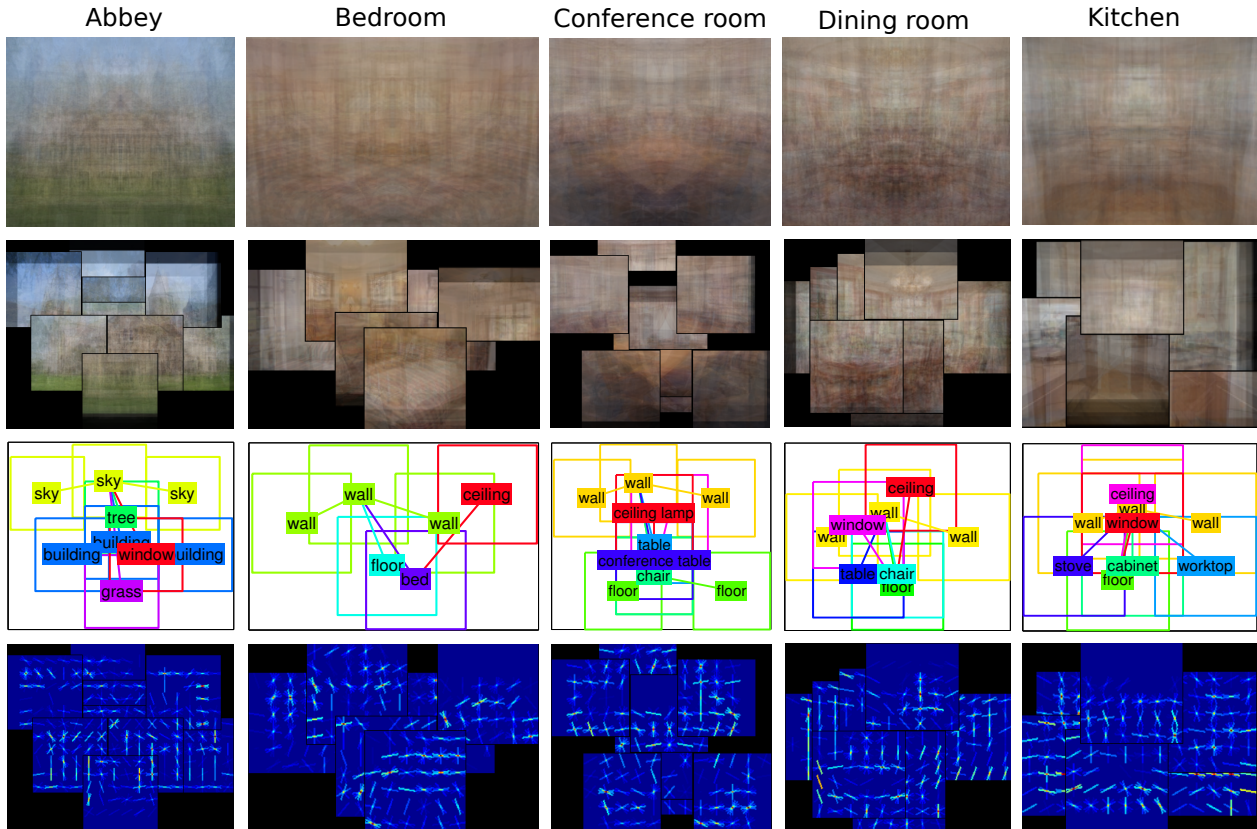 Abbey
Bedroom
Conference room
Dining room
Kitchen
sky
sky
sky
tree
building
building
window
uilding
grass
wall
wall
wall
ceiling
floor
bed
wall
wall
wall
ceiling lamp
table
conference table
chair
floor
floor
ceiling
wall
window
wall
wall
table
chair
floor
ceiling
wall
wall
window
wall
stove
cabinet
worktop
floor